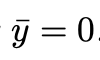 ȳ = 0.